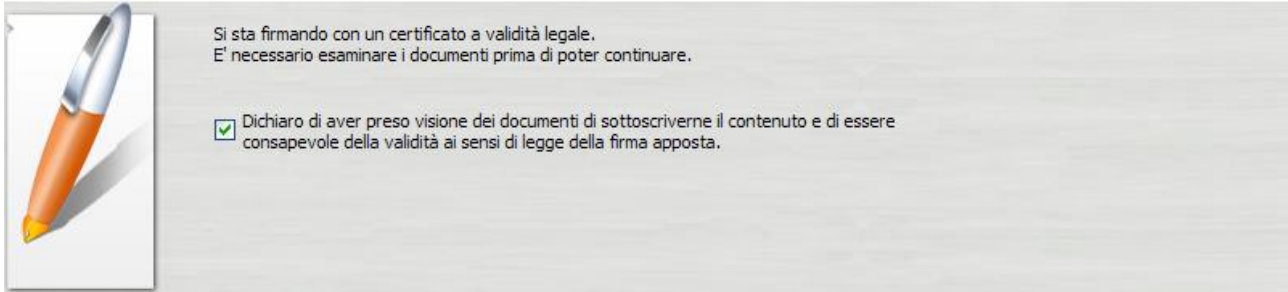 Si sta firmando con un certificato a validità legale.
E' necessario esaminare i documenti prima di poter continuare.
Dichiaro di aver preso visione dei documenti di sottoscriverne il contenuto e di essere
consapevole della validità ai sensi di legge della firma apposta.